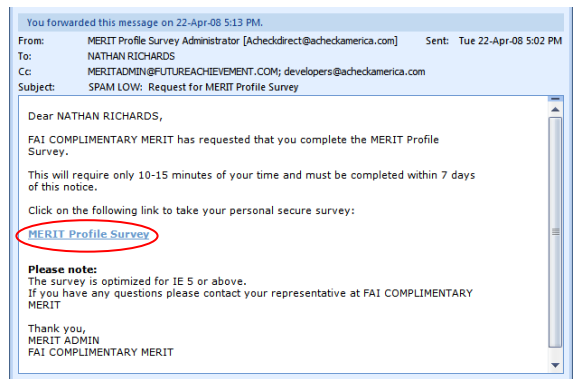 You forwarded this message on 22-Apr-08 5:13 PM.
From: MERIT Profile Survey Administrator [Acheckdirect@acheckamerica.com] Sent: Tue 22-Apr-08 5:02 PM
To: NATHAN RICHARDS
Cc: MERITADMIN@FUTUREACHIEVEMENT.COM; developers@acheckamerica.com
Subject: SPAM LOW: Request for MERIT Profile Survey
Dear NATHAN RICHARDS,
FAI COMPLIMENTARY MERIT has requested that you complete the MERIT Profile
Survey.
This will require only 10-15 minutes of your time and must be completed within 7 days
of this notice.
Click on the following link to take your personal secure survey:
MERIT Profile Survey
Please note:
The survey is optimized for IE 5 or above.
If you have any questions please contact your representative at FAI COMPLIMENTARY
MERIT
Thank you,
MERIT ADMIN
FAI COMPLIMENTARY MERIT